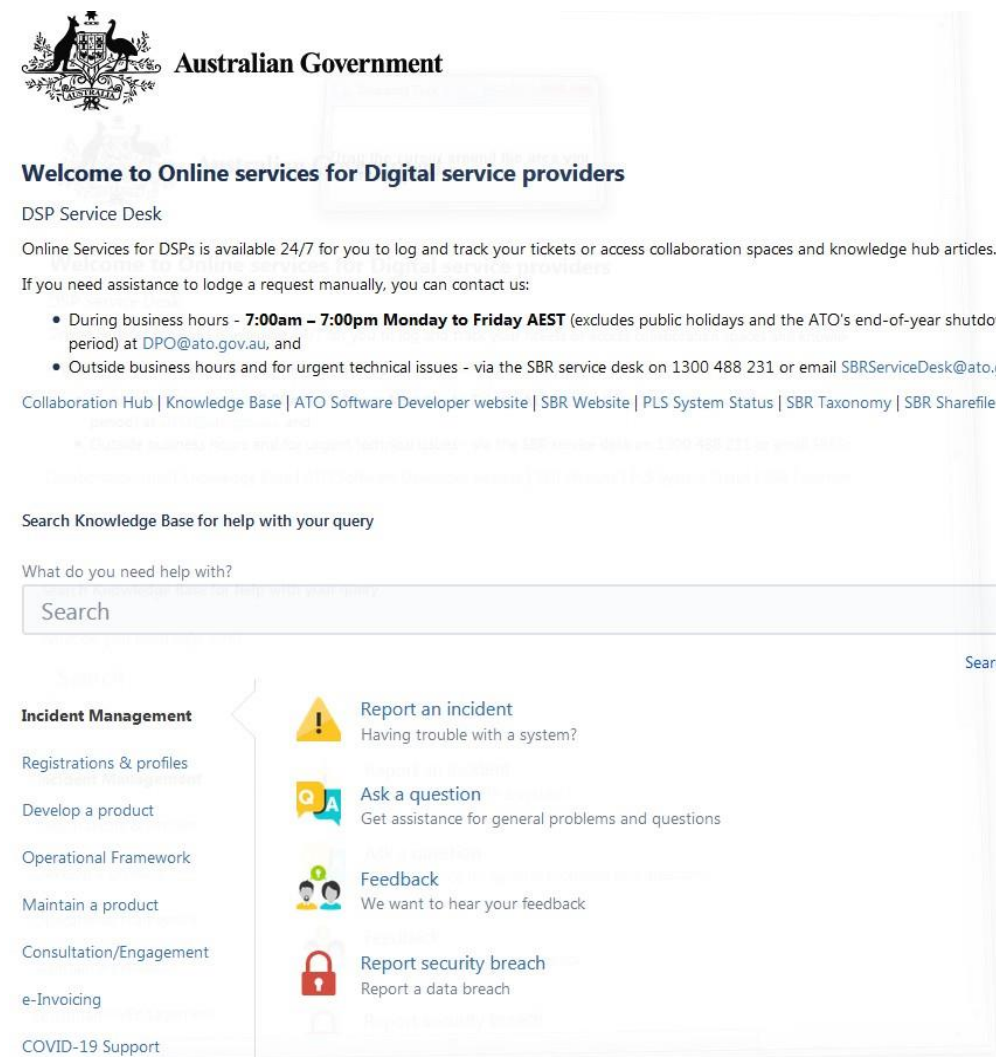 AUSTRALIA
Australian Government
Welcome to Online services for Digital service providers
DSP Service Desk
Online Services for DSPs is available 24/7 for you to log and track your tickets or access collaboration spaces and knowledge hub articles.
If you need assistance to lodge a request manually, you can contact us:
• During business hours - 7:00am – 7:00pm Monday to Friday AEST (excludes public holidays and the ATO's end-of-year shutdo
period) at DPO@ato.gov.au, and
• Outside business hours and for urgent technical issues - via the SBR service desk on 1300 488 231 or email SBRServiceDesk@ato.
Collaboration Hub | Knowledge Base | ATO Software Developer website | SBR Website | PLS System Status | SBR Taxonomy | SBR Sharefile
Search Knowledge Base for help with your query
What do you need help with?
Search
Sear
Incident Management
Registrations & profiles
Develop a product
Operational Framework
Maintain a product
Consultation/Engagement
e-Invoicing
COVID-19 Support
Report an incident
Having trouble with a system?
Q A
Ask a question
Get assistance for general problems and questions
Feedback
We want to hear your feedback
Report security breach
Report a data breach